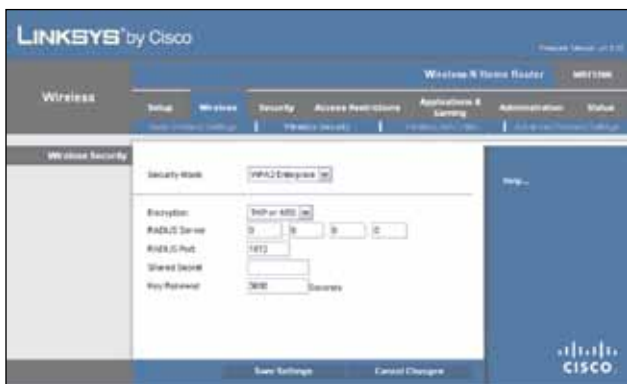 LINKSYS by Cisco
Wireless-N Home Router
Wireless
Setup Wireless Security Access Restrictions Applications & Gaming Administration Status
Wireless Security
Wireless Security
Security Mode: WPA2 Enterprise
Help...
Encryption: TKIP or AES
RADIUS Server: 0 . 0 . 0 . 0
RADIUS Port: 1812
Shared Secret:
Key Renewal: 3600 Seconds
Save Settings Cancel Changes
CISCO